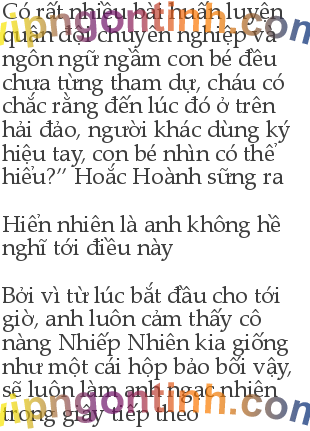 Có rất nhiều bài huấn luyện
quân đội chuyên nghiệp và
ngôn ngữ ngầm con bé đều
chưa từng tham dự, cháu có
chắc rằng đến lúc đó ở trên
hải đảo, người khác dùng ký
hiệu tay, con bé nhìn có thể
hiểu?” Hoắc Hoành sững ra
Hiển nhiên là anh không hề
nghĩ tới điều này
Bởi vì từ lúc bắt đầu cho tới
giờ, anh luôn cảm thấy cô
nàng Nhiếp Nhiên kia giống
như một cái hộp bảo bối vậy,
sẽ luôn làm anh ngạc nhiên
trong giây tiếp theo
vipngontinh.com
vipngontinh.com